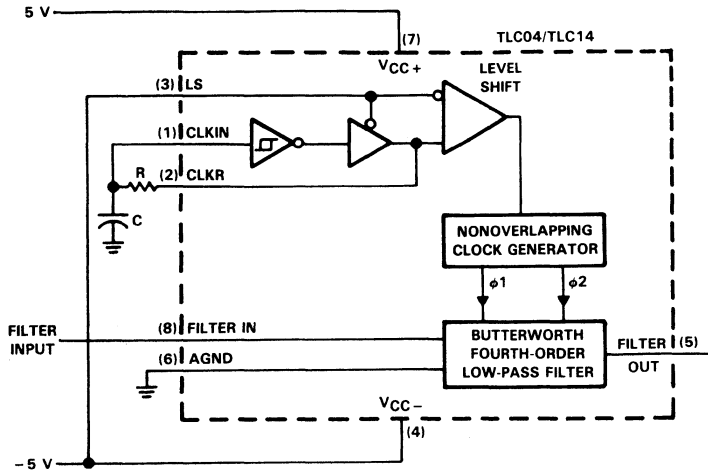 5 V
TLC04/TLC14
(7)
VCC+
(3) LS
LEVEL
SHIFT
(1) CLKIN
R
(2) CLKR
C
NONOVERLAPPING
CLOCK GENERATOR
ϕ1
ϕ2
FILTER
INPUT
(8) FILTER IN
(6) AGND
BUTTERWORTH
FOURTH-ORDER
LOW-PASS FILTER
FILTER (5)
OUT
VCC−
(4)
−5 V